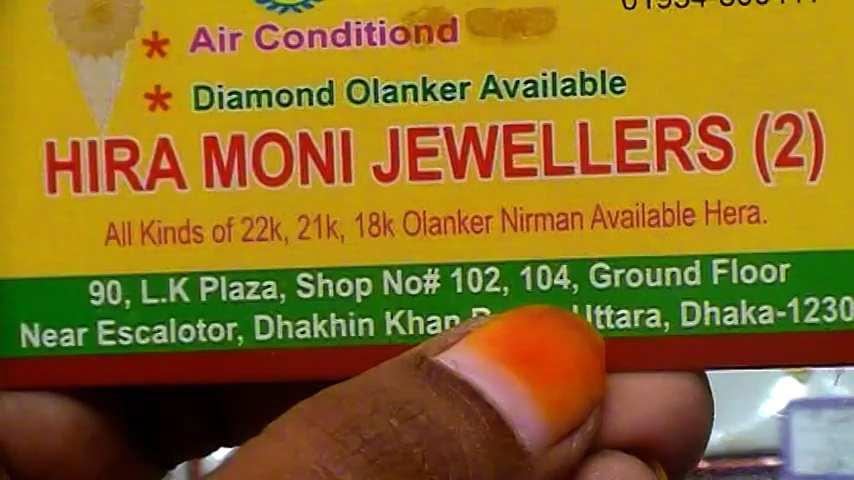 Air Conditiond
Diamond Olanker Available
HIRA MONI JEWELLERS (2)
All Kinds of 22k, 21k, 18k Olanker Nirman Available Hera.
90, L.K Plaza, Shop No# 102, 104, Ground Floor
Near Escalotor, Dhakhin Khan Uttara, Dhaka-1230